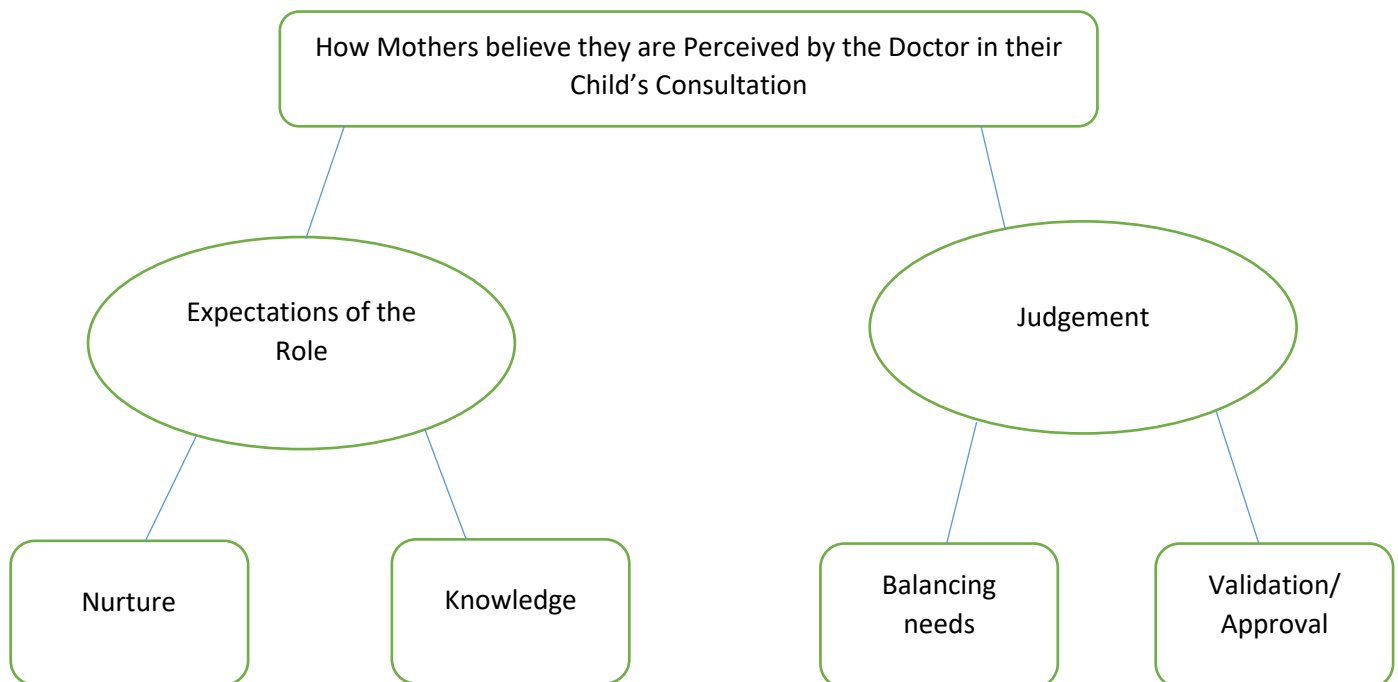 How Mothers believe they are Perceived by the Doctor in their
Child’s Consultation
Expectations of the
Role
Judgement
Nurture
Knowledge
Balancing
needs
Validation/
Approval